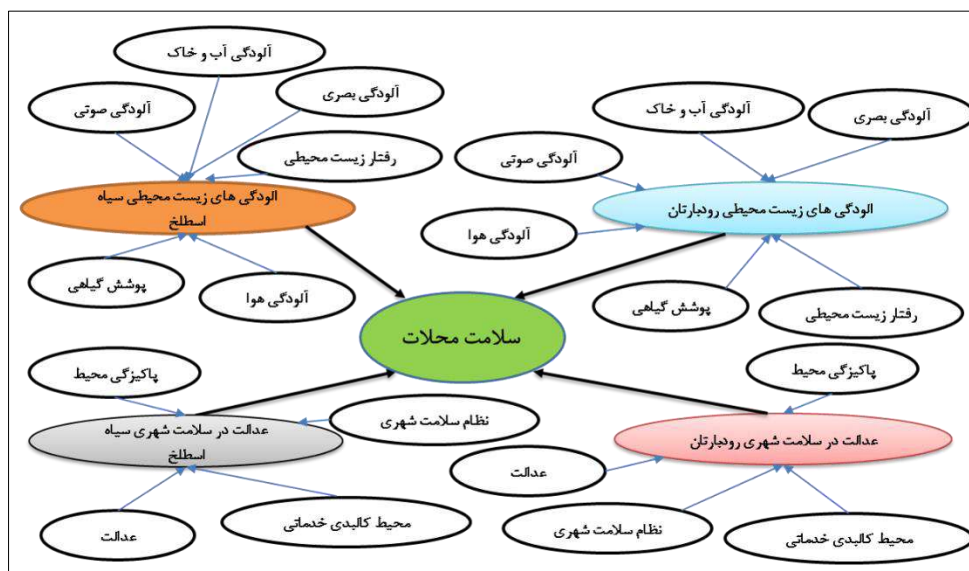 آلودگی آب و خاک
آلودگی صوتی
آلودگی بصری
رفتار زیست محیطی
الودگی های زیست محیطی سیاه
اسطلخ
پوشش گیاهی
آلودگی هوا
آلودگی آب و خاک
آلودگی بصری
آلودگی صوتی
الودگی های زیست محیطی رودبارتان
آلودگی هوا
پوشش گیاهی
رفتار زیست محیطی
سلامت محلات
پاکیزگی محیط
نظام سلامت شهری
عدالت در سلامت شهری سیاه
اسطلخ
عدالت
محیط کالبدی خدماتی
پاکیزگی محیط
عدالت در سلامت شهری رودبارتان
عدالت
نظام سلامت شهری
محیط کالبدی خدماتی